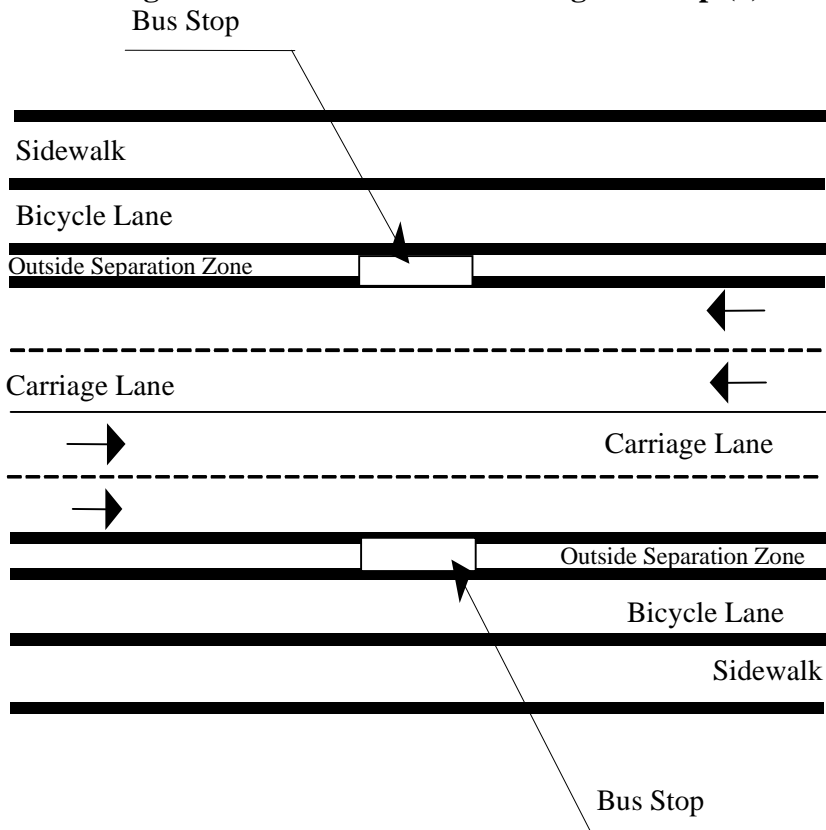 Bus Stop
Sidewalk
Bicycle Lane
Outside Separation Zone
Carriage Lane
Carriage Lane
Outside Separation Zone
Bicycle Lane
Sidewalk
Bus Stop